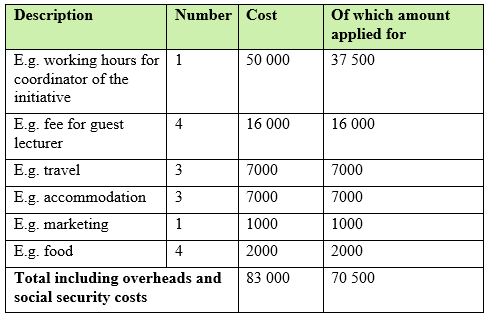 Description Number Cost Of which amount
applied for
E.g. working hours for 1 50 000 37 500
coordinator of the
initiative
E.g. fee for guest 4 16 000 16 000
lecturer
E.g. travel 3 7000 7000
E.g. accommodation 3 7000 7000
E.g. marketing 1 1000 1000
E.g. food 4 2000 2000
Total including overheads and 83 000 70 500
social security costs